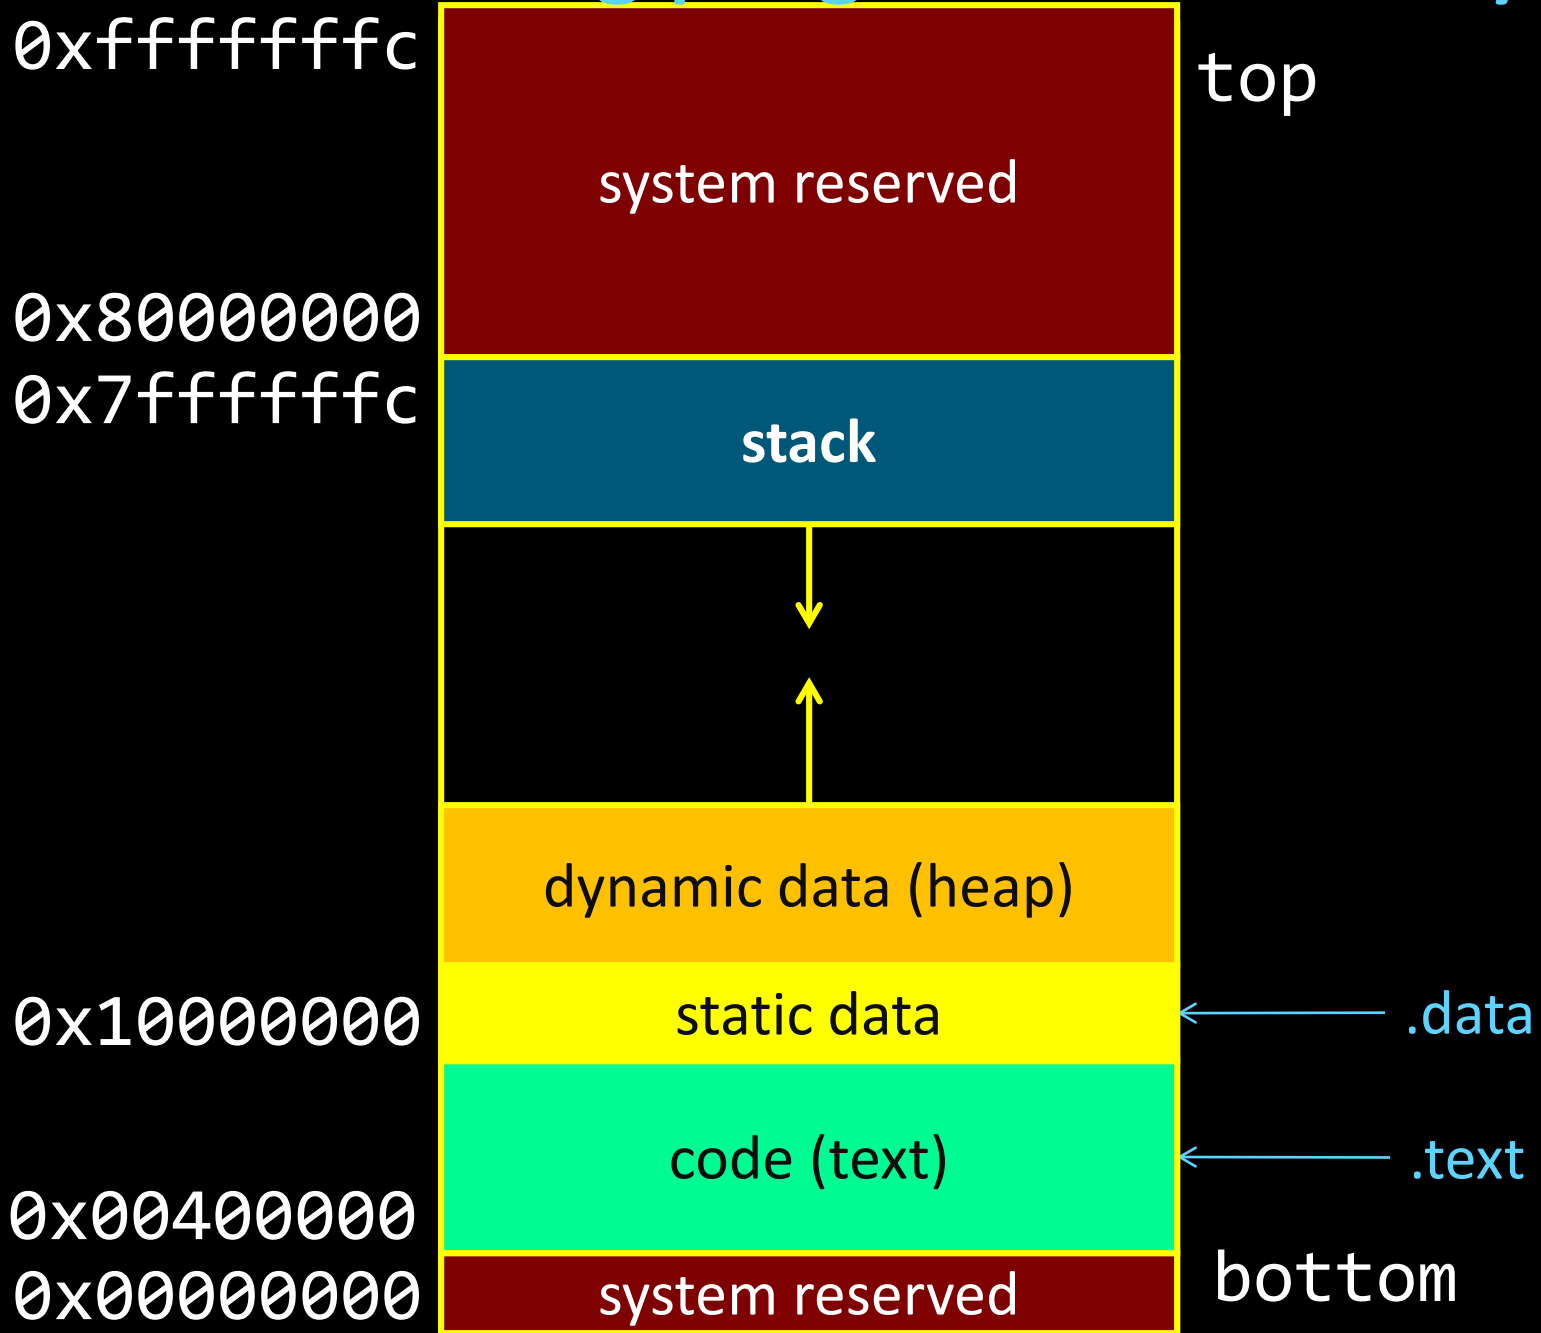 0xfffffffc
top
system reserved
0x80000000
0x7ffffffc
stack
dynamic data (heap)
0x10000000
static data
.data
code (text)
.text
0x00400000
bottom
0x00000000
system reserved